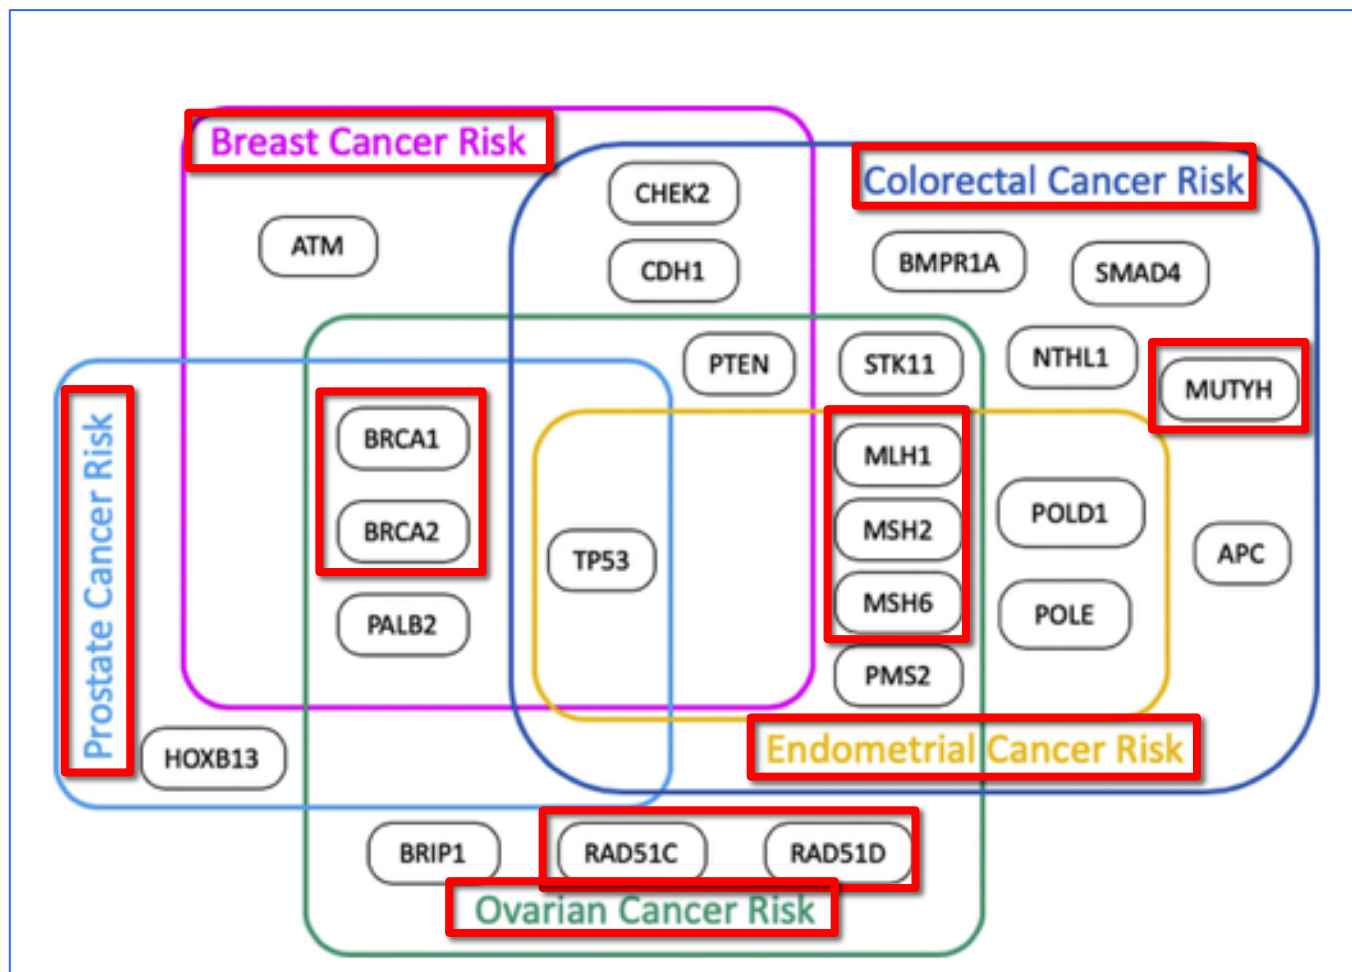 Breast Cancer Risk
Colorectal Cancer Risk
CHEK2
ATM
CDH1
BMPR1A
SMAD4
PTEN
STK11
NTHL1
MUTYH
Prostate Cancer Risk
BRCA1
MLH1
BRCA2
MSH2
POLD1
TP53
APC
MSH6
PALB2
POLE
PMS2
HOXB13
Endometrial Cancer Risk
BRIP1
RAD51C
RAD51D
Ovarian Cancer Risk